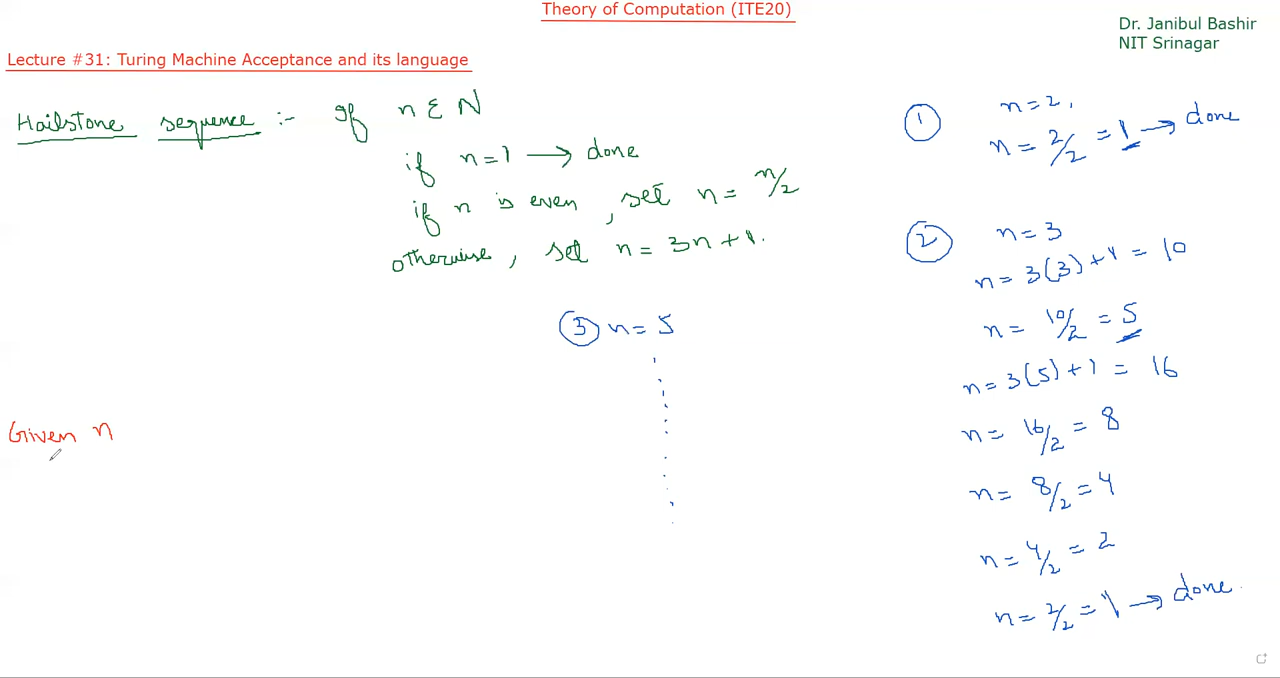 Theory of Computation (ITE20)
Dr. Janibul Bashir
NIT Srinagar
Lecture #31: Turing Machine Acceptance and its language
Hailstone sequence :- If n ∈ N
if n=1 → done
if n is even, set n = n/2
otherwise, set n = 3n+1.
① n=2,
n = 2/2 = 1 → done
② n=3
n = 3(3)+1 = 10
n = 10/2 = 5
n = 3(5)+1 = 16
n = 16/2 = 8
n = 8/2 = 4
n = 4/2 = 2
n = 2/2 = 1 → done.
③ n = 5
Given n